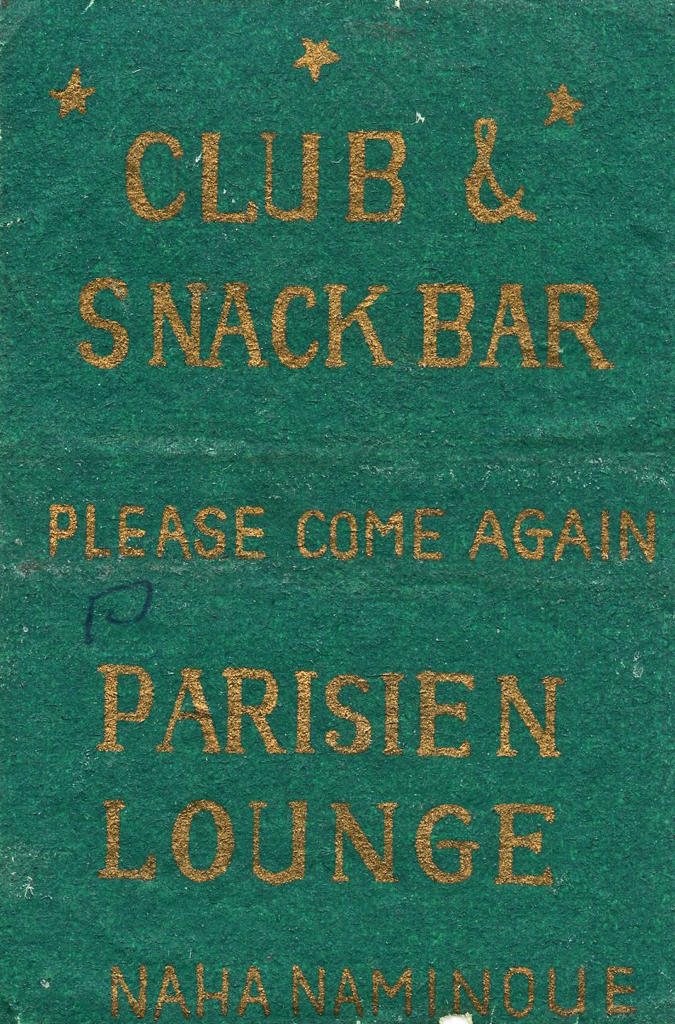 CLUB &
SNACK BAR
PLEASE COME AGAIN
P
PARISIEN
LOUNGE
NAHA NAMINOUE